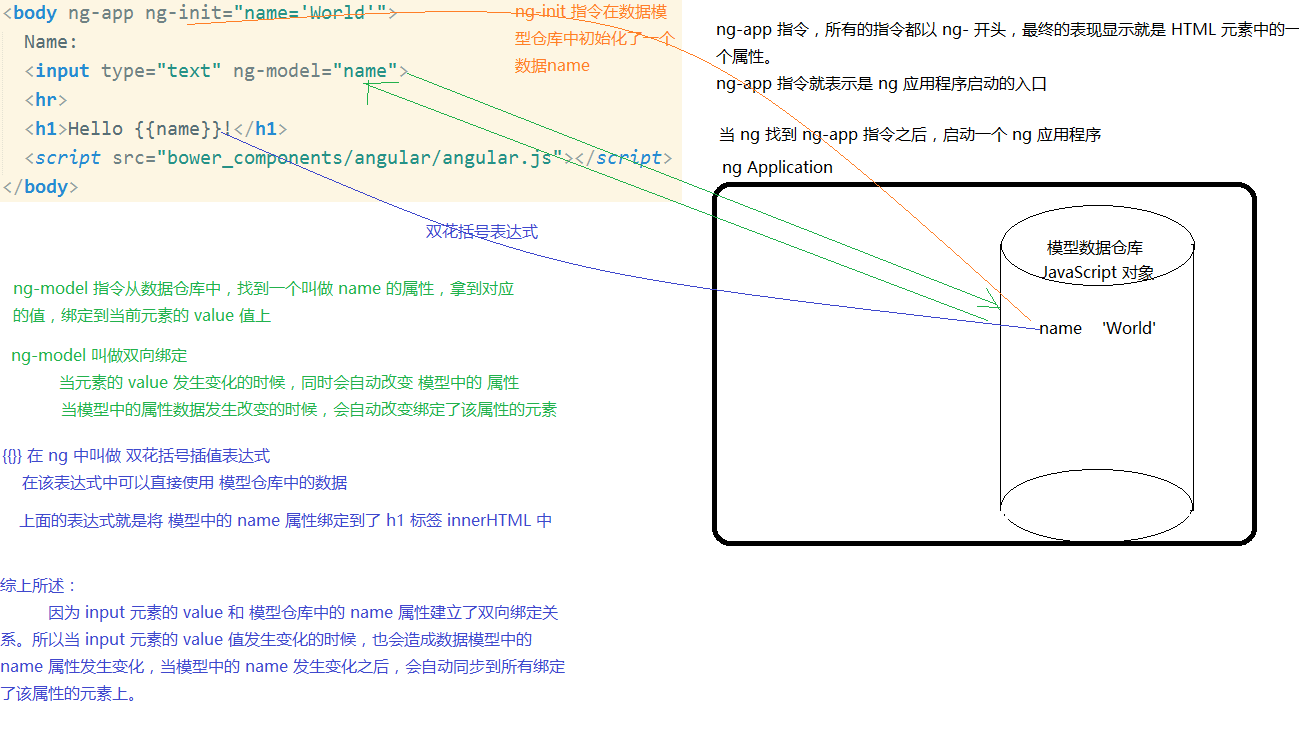 <body ng-app ng-init="name='World'">
Name:
<input type="text" ng-model="name">
<hr>
<h1>Hello {{name}}!</h1>
<script src="bower_components/angular/angular.js"></script>
</body>
ng-init 指令在数据模
型仓库中初始化了一个
数据name
ng-app 指令，所有的指令都以 ng- 开头，最终的表现显示就是 HTML 元素中的一
个属性。
ng-app 指令就表示是 ng 应用程序启动的入口
当 ng 找到 ng-app 指令之后，启动一个 ng 应用程序
ng Application
模型数据仓库
JavaScript 对象
name 'World'
双花括号表达式
ng-model 指令从数据仓库中，找到一个叫做 name 的属性，拿到对应
的值，绑定到当前元素的 value 值上
ng-model 叫做双向绑定
当元素的 value 发生变化的时候，同时会自动改变 模型中的 属性
当模型中的属性数据发生改变的时候，会自动改变绑定了该属性的元素
{{}} 在 ng 中叫做 双花括号插值表达式
在该表达式中可以直接使用 模型仓库中的数据
上面的表达式就是将 模型中的 name 属性绑定到了 h1 标签 innerHTML 中
综上所述：
因为 input 元素的 value 和 模型仓库中的 name 属性建立了双向绑定关
系。所以当 input 元素的 value 值发生变化的时候，也会造成数据模型中的
name 属性发生变化，当模型中的 name 发生变化之后，会自动同步到所有绑定
了该属性的元素上。